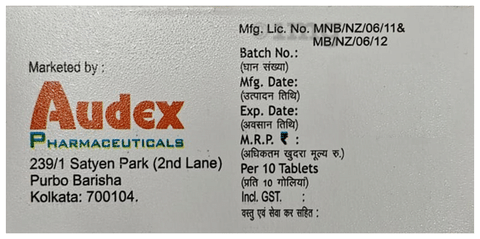 Marketed by :
Audex
PHARMACEUTICALS
239/1 Satyen Park (2nd Lane)
Purbo Barisha
Kolkata: 700104.
Mfg. Lic. No. MNB/NZ/06/11&
MB/NZ/06/12
Batch No.:
(घान संख्या)
Mfg. Date:
(उत्पादन तिथि)
Exp. Date:
(अवसान तिथि)
M.R.P. ₹ :
(अधिकतम खुदरा मूल्य रु.)
Per 10 Tablets
(प्रति 10 गोलियां)
Incl. GST. :
वस्तु एवं सेवा कर सहित :